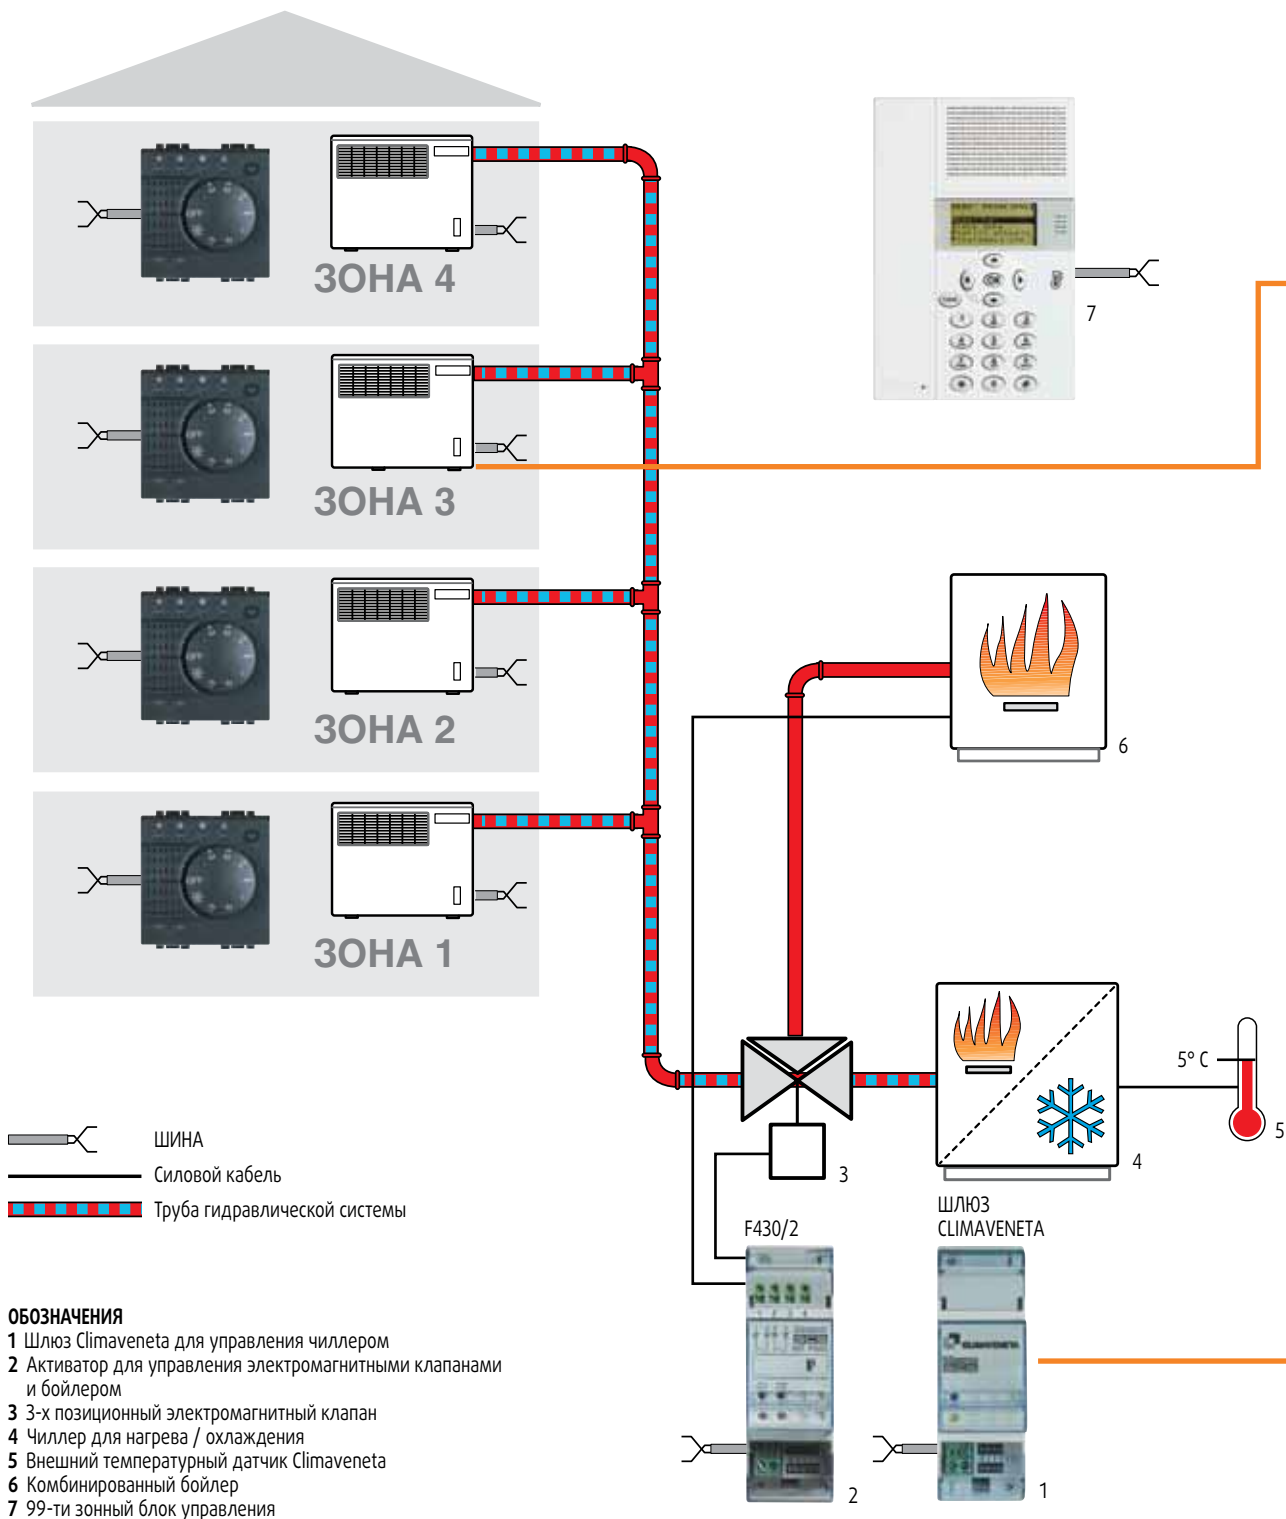 ЗОНА 4
7
ЗОНА 3
ЗОНА 2
6
ЗОНА 1
5° C
5
4
3
ШИНА
Силовой кабель
Труба гидравлической системы
F430/2
ШЛЮЗ
CLIMAVENETA
CLIMAVENETA
2
1
ОБОЗНАЧЕНИЯ
1 Шлюз Climaveneta для управления чиллером
2 Активатор для управления электромагнитными клапанами
и бойлером
3 3-х позиционный электромагнитный клапан
4 Чиллер для нагрева / охлаждения
5 Внешний температурный датчик Climaveneta
6 Комбинированный бойлер
7 99-ти зонный блок управления